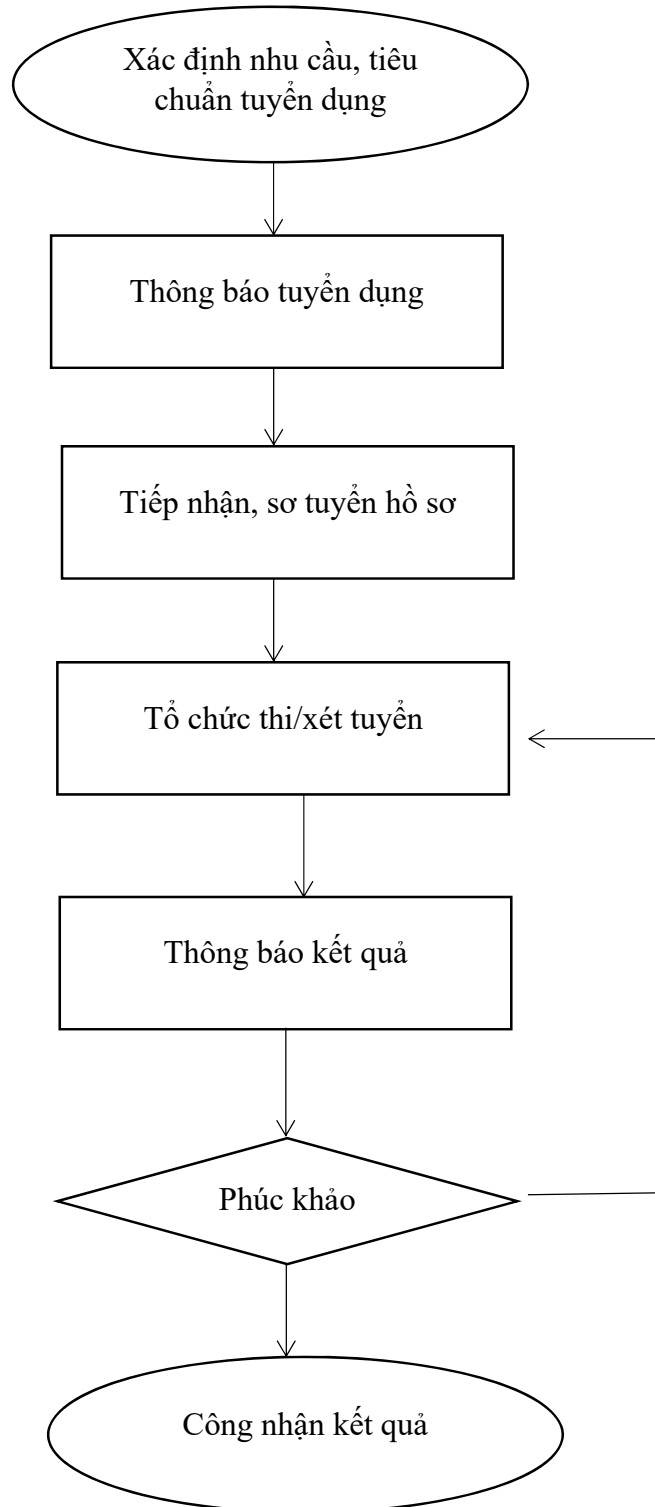 Xác định nhu cầu, tiêu
chuẩn tuyển dụng
Thông báo tuyển dụng
Tiếp nhận, sơ tuyển hồ sơ
Tổ chức thi/xét tuyển
Thông báo kết quả
Phúc khảo
Công nhận kết quả